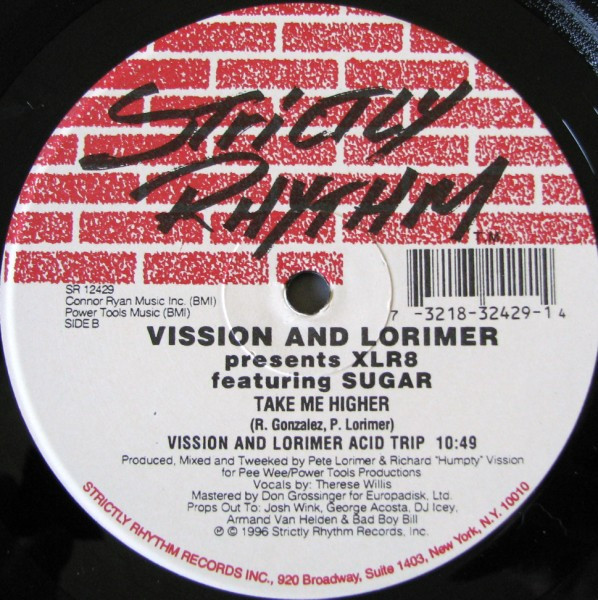 STRICTLY
RHYTHM
T.M.
SR 12429
Connor Ryan Music Inc. (BMI)
Power Tools Music (BMI)
SIDE B
7 -3218-32429-1 4
VISSION AND LORIMER
presents XLR8
featuring SUGAR
TAKE ME HIGHER
(R. Gonzalez, P. Lorimer)
VISSION AND LORIMER ACID TRIP 10:49
Produced, Mixed and Tweeked by Pete Lorimer & Richard "Humpty" Vission
for Pee Wee/Power Tools Productions
Vocals by: Therese Willis
Mastered by Don Grossinger for Europadisk, Ltd.
Props Out To: Josh Wink, George Acosta, DJ Icey,
Armand Van Helden & Bad Boy Bill
℗ © 1996 Strictly Rhythm Records, Inc.
STRICTLY RHYTHM RECORDS INC., 920 Broadway, Suite 1403, New York, N.Y. 10010